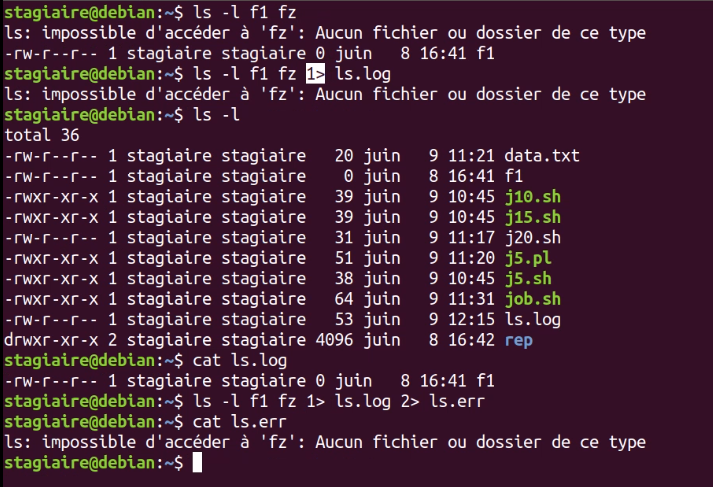 stagiaire@debian:~$ ls -l f1 fz
ls: impossible d'accéder à 'fz': Aucun fichier ou dossier de ce type
-rw-r--r-- 1 stagiaire stagiaire 0 juin   8 16:41 f1
stagiaire@debian:~$ ls -l f1 fz 1> ls.log
ls: impossible d'accéder à 'fz': Aucun fichier ou dossier de ce type
stagiaire@debian:~$ ls -l
total 36
-rw-r--r-- 1 stagiaire stagiaire   20 juin   9 11:21 data.txt
-rw-r--r-- 1 stagiaire stagiaire    0 juin   8 16:41 f1
-rwxr-xr-x 1 stagiaire stagiaire   39 juin   9 10:45 j10.sh
-rwxr-xr-x 1 stagiaire stagiaire   39 juin   9 10:45 j15.sh
-rw-r--r-- 1 stagiaire stagiaire   31 juin   9 11:17 j20.sh
-rwxr-xr-x 1 stagiaire stagiaire   51 juin   9 11:20 j5.pl
-rwxr-xr-x 1 stagiaire stagiaire   38 juin   9 10:45 j5.sh
-rwxr-xr-x 1 stagiaire stagiaire   64 juin   9 11:31 job.sh
-rw-r--r-- 1 stagiaire stagiaire   53 juin   9 12:15 ls.log
drwxr-xr-x 2 stagiaire stagiaire 4096 juin   8 16:42 rep
stagiaire@debian:~$ cat ls.log
-rw-r--r-- 1 stagiaire stagiaire 0 juin   8 16:41 f1
stagiaire@debian:~$ ls -l f1 fz 1> ls.log 2> ls.err
stagiaire@debian:~$ cat ls.err
ls: impossible d'accéder à 'fz': Aucun fichier ou dossier de ce type
stagiaire@debian:~$